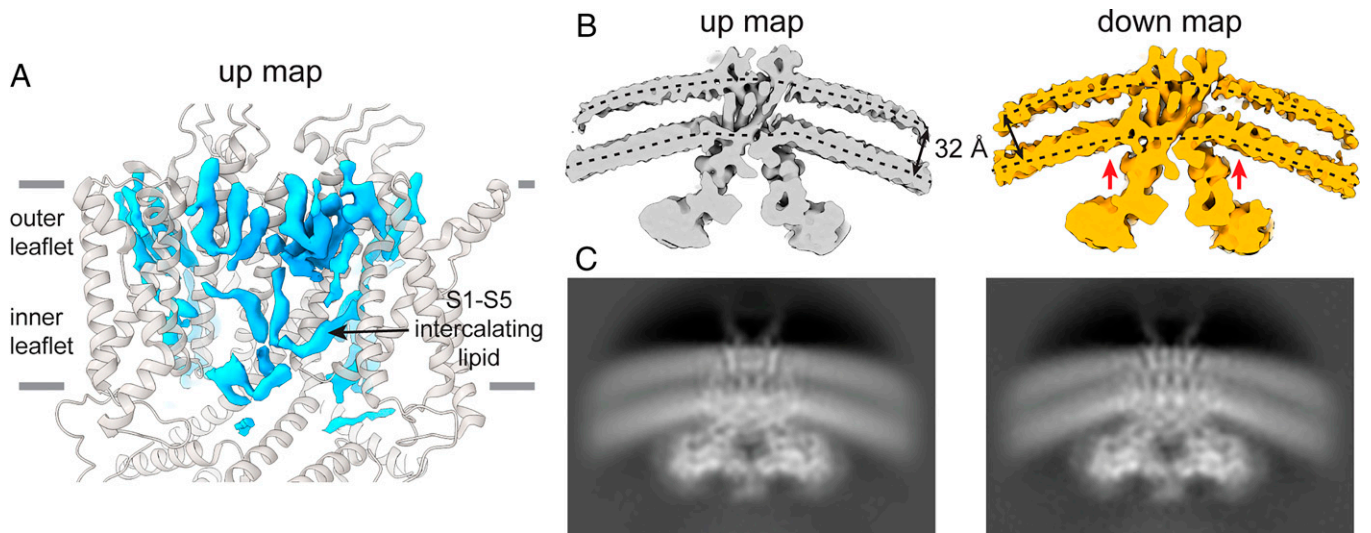 A
up map
outer
leaflet
inner
leaflet
S1-S5
intercalating
lipid
B
up map
down map
32 Å
C